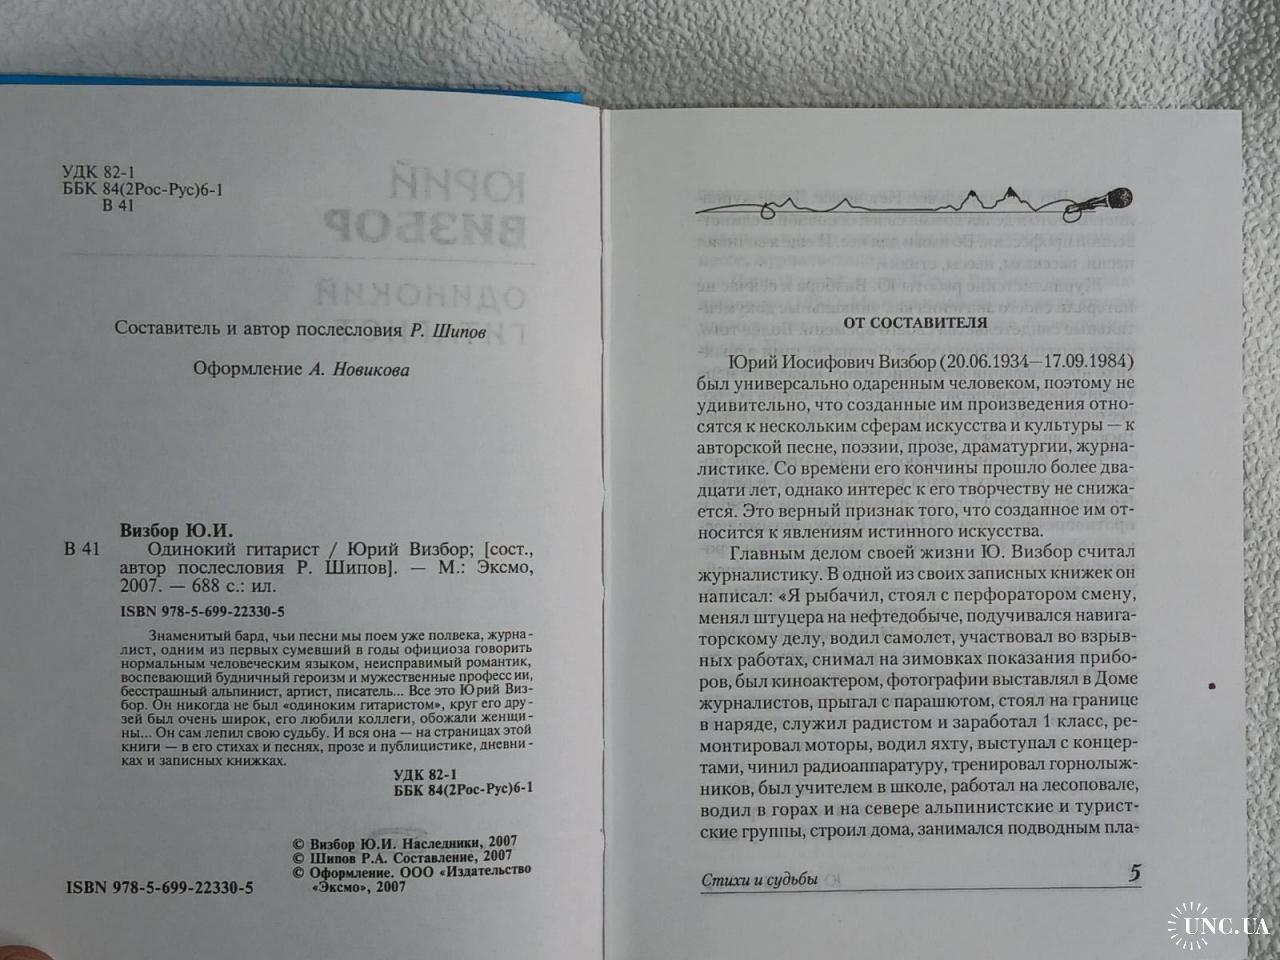 УДК 82-1
ББК 84(2Рос-Рус)6-1
В 41
ЮРИЙ
ВИЗБОР
ОДИНОКИЙ
Составитель и автор послесловия Р. Шипов
Оформление А. Новикова
Визбор Ю.И.
В 41 Одинокий гитарист / Юрий Визбор; [сост.,
автор послесловия Р. Шипов]. — М.: Эксмо,
2007. — 688 с.: ил.
ISBN 978-5-699-22330-5
Знаменитый бард, чьи песни мы поем уже полвека, журна-
лист, одним из первых сумевший в годы официоза говорить
нормальным человеческим языком, неисправимый романтик,
воспевающий будничный героизм и мужественные професс ии,
бесстрашный альпинист, артист, писатель... Все это Юрий Виз-
бор. Он никогда не был «одиноким гитаристом», круг его дру-
зей был очень широк, его любили коллеги, обожали женщи-
ны... Он сам лепил свою судьбу. И вся она — на страницах этой
книги — в его стихах и песнях, прозе и публицистике, дневни-
ках и записных книжках.
УДК 82-1
ББК 84(2Рос-Рус)6-1
© Визбор Ю.И. Наследники, 2007
© Шипов Р.А. Составление, 2007
© Оформление. ООО «Издательство
«Эксмо», 2007
ISBN 978-5-699-22330-5
ОТ СОСТАВИТЕЛЯ
Юрий Иосифович Визбор (20.06.1934—17.09.1984)
был универсально одаренным человеком, поэтому не
удивительно, что созданные им произведения отно-
сятся к нескольким сферам искусства и культуры — к
авторской песне, поэзии, прозе, драматургии, журна-
листике. Со времени его кончины прошло более два-
дцати лет, однако интерес к его творчеству не снижа-
ется. Это верный признак того, что созданное им от-
носится к явлениям истинного искусства.
Главным делом своей жизни Ю. Визбор считал
журналистику. В одной из своих записных книжек он
написал: «Я рыбачил, стоял с перфоратором смену,
менял штуцера на нефтедобыче, подучивался навига-
торскому делу, водил самолет, участвовал во взрыв-
ных работах, снимал на зимовках показания прибо-
ров, был киноактером, фотографии выставлял в Доме
журналистов, прыгал с парашютом, стоял на границе
в наряде, служил радистом и заработал 1 класс, ре-
монтировал моторы, водил яхту, выступал с концер-
тами, чинил радиоаппаратуру, тренировал горнолыж-
ников, был учителем в школе, работал на лесоповале,
водил в горах и на севере альпинистские и турист-
ские группы, строил дома, занимался подводным пла-
Стихи и судьбы 5
UNC.UA